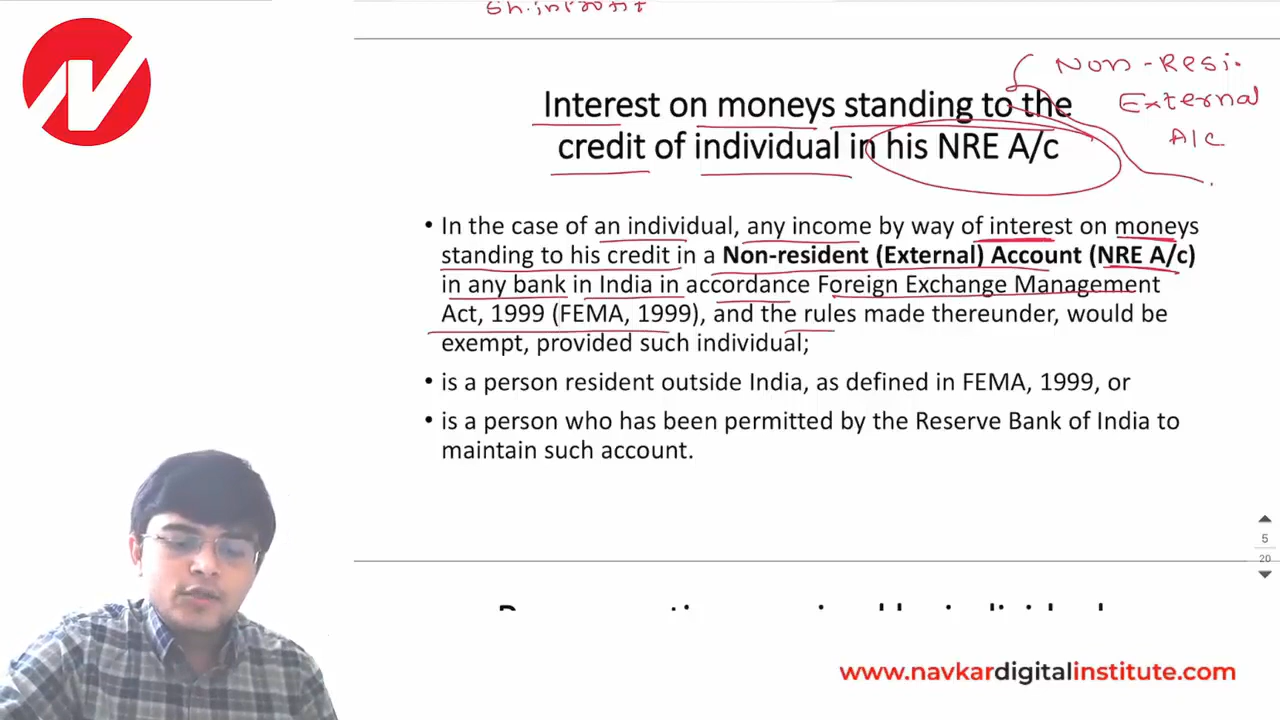 Non-Resi.
External
A/C
Interest on moneys standing to the
credit of individual in his NRE A/c
• In the case of an individual, any income by way of interest on moneys
standing to his credit in a Non-resident (External) Account (NRE A/c)
in any bank in India in accordance Foreign Exchange Management
Act, 1999 (FEMA, 1999), and the rules made thereunder, would be
exempt, provided such individual;
• is a person resident outside India, as defined in FEMA, 1999, or
• is a person who has been permitted by the Reserve Bank of India to
maintain such account.
5
20
www.navkardigitalinstitute.com